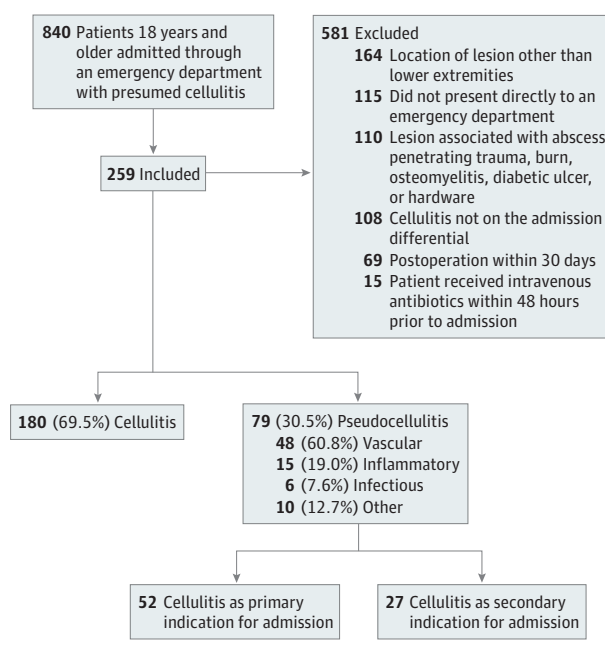 840 Patients 18 years and
older admitted through
an emergency department
with presumed cellulitis
581 Excluded
164 Location of lesion other than
lower extremities
115 Did not present directly to an
emergency department
110 Lesion associated with abscess
penetrating trauma, burn,
osteomyelitis, diabetic ulcer,
or hardware
108 Cellulitis not on the admission
differential
69 Postoperation within 30 days
15 Patient received intravenous
antibiotics within 48 hours
prior to admission
259 Included
180 (69.5%) Cellulitis
79 (30.5%) Pseudocellulitis
48 (60.8%) Vascular
15 (19.0%) Inflammatory
6 (7.6%) Infectious
10 (12.7%) Other
52 Cellulitis as primary
indication for admission
27 Cellulitis as secondary
indication for admission